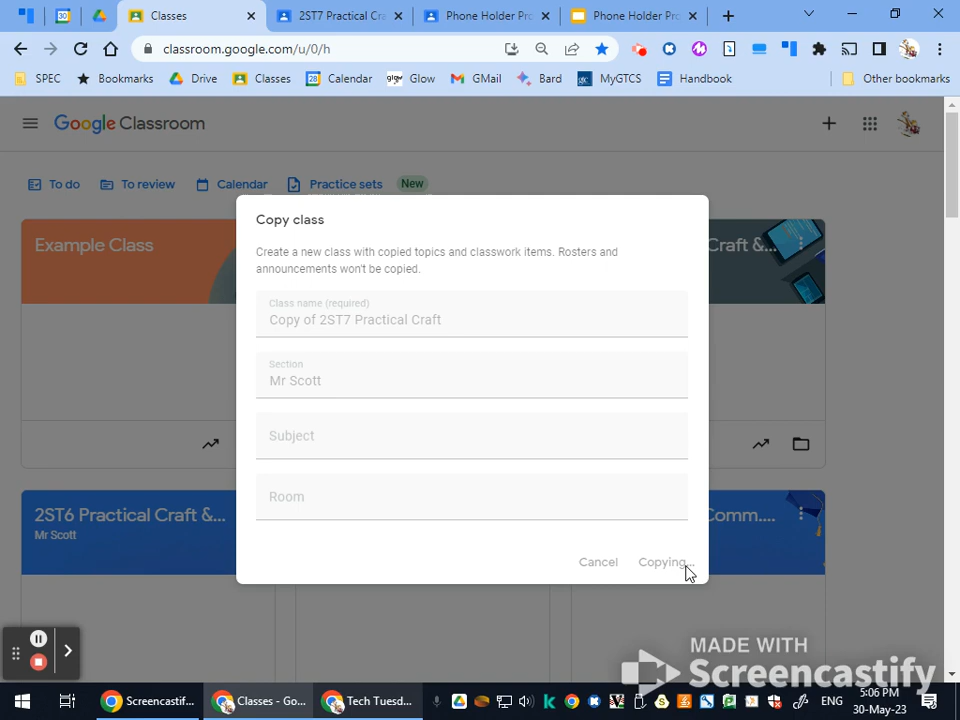 Classes
2ST7 Practical Cra
Phone Holder Pro
Phone Holder Pro
classroom.google.com/u/0/h
SPEC
Bookmarks
Drive
Classes
Calendar
Glow
GMail
Bard
MyGTCS
Handbook
Other bookmarks
Google Classroom
To do
To review
Calendar
Practice sets
New
Example Class
Craft &...
Copy class
Create a new class with copied topics and classwork items. Rosters and
announcements won't be copied.
Class name (required)
Copy of 2ST7 Practical Craft
Section
Mr Scott
Subject
Room
Cancel
Copying...
2ST6 Practical Craft &...
Mr Scott
Comm....
MADE WITH
Screencastify
Screencastify...
Classes - Go...
Tech Tuesd...
ENG
5:06 PM
30-May-23